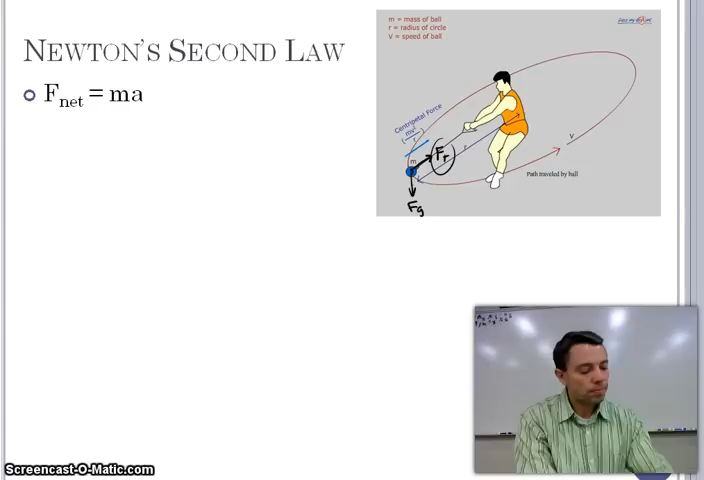 NEWTON'S SECOND LAW
Fnet = ma
m = mass of ball
r = radius of circle
V = speed of ball
Centripetal Force
mv²
r
V
m
Fr
r
Path traveled by ball
Fg
Screencast-O-Matic.com